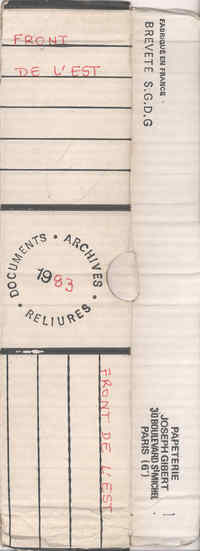 FRONT
DE L'EST
FABRIQUÉ EN FRANCE -
BREVETÉ S.G.D.G
DOCUMENTS • ARCHIVES • RELIURES •
1983
FRONT DE L'EST
PAPETERIE
JOSEPH GIBERT
30 BOULEVARD ST-MICHEL
PARIS (6e)